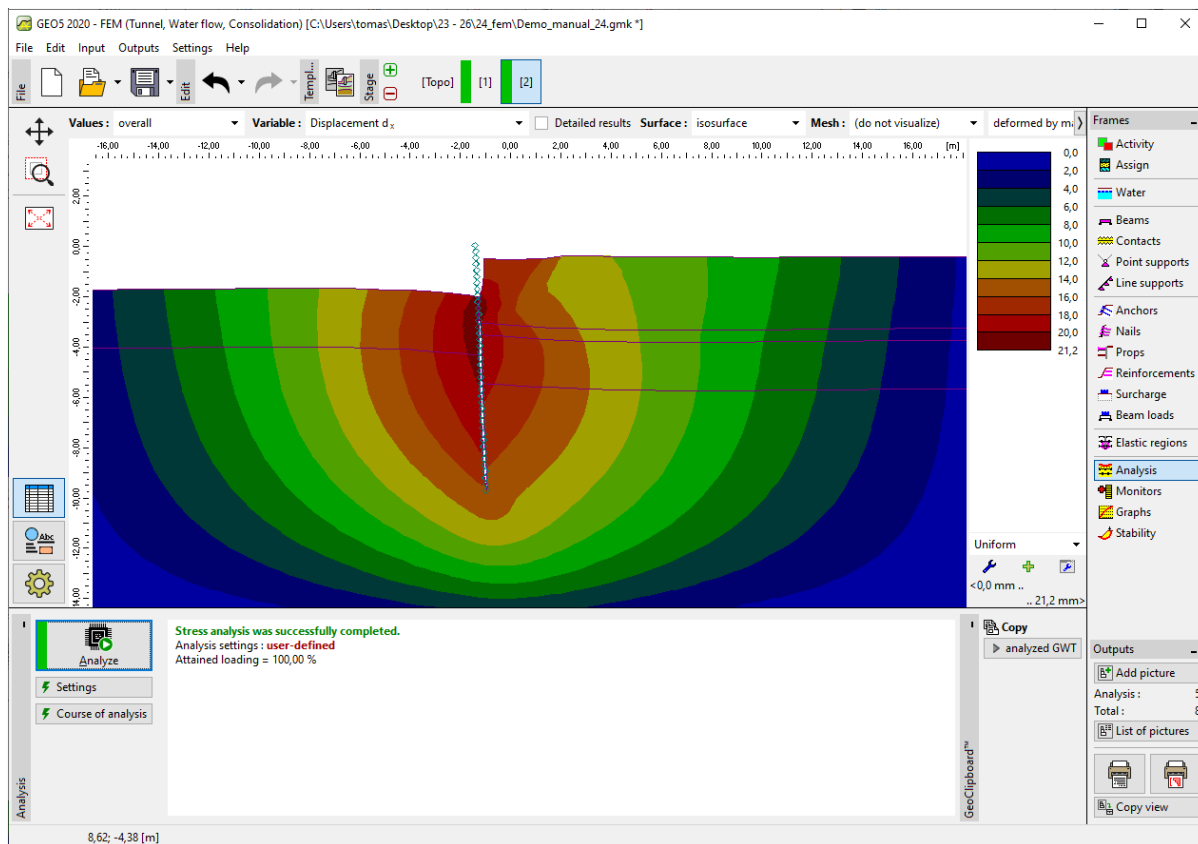 GEO5 2020 - FEM (Tunnel, Water flow, Consolidation) [C:\Users\tomas\Desktop\23 - 26\24_fem\Demo_manual_24.gmk *]
File Edit Input Outputs Settings Help
File
Edit
Templ...
Stage
[Topo] [1] [2]
Values : overall Variable : Displacement dx Detailed results Surface : isosurface Mesh : (do not visualize) deformed by ma
-16,00 -14,00 -12,00 -10,00 -8,00 -6,00 -4,00 -2,00 0,00 2,00 4,00 6,00 8,00 10,00 12,00 14,00 16,00 [m]
2,00
0,00
-2,00
-4,00
-6,00
-8,00
-10,00
-12,00
14,00
0,0
2,0
4,0
6,0
8,0
10,0
12,0
14,0
16,0
18,0
20,0
21,2
Uniform
<0,0 mm ..
.. 21,2 mm>
Abc
Frames
Activity
Assign
Water
Beams
Contacts
Point supports
Line supports
Anchors
Nails
Props
Reinforcements
Surcharge
Beam loads
Elastic regions
Analysis
Monitors
Graphs
Stability
Analysis
Analyze
Settings
Course of analysis
Stress analysis was successfully completed.
Analysis settings : user-defined
Attained loading = 100,00 %
GeoClipboard™
Copy
analyzed GWT
Outputs
Add picture
Analysis : 5
Total : 8
List of pictures
Copy view
8,62; -4,38 [m]